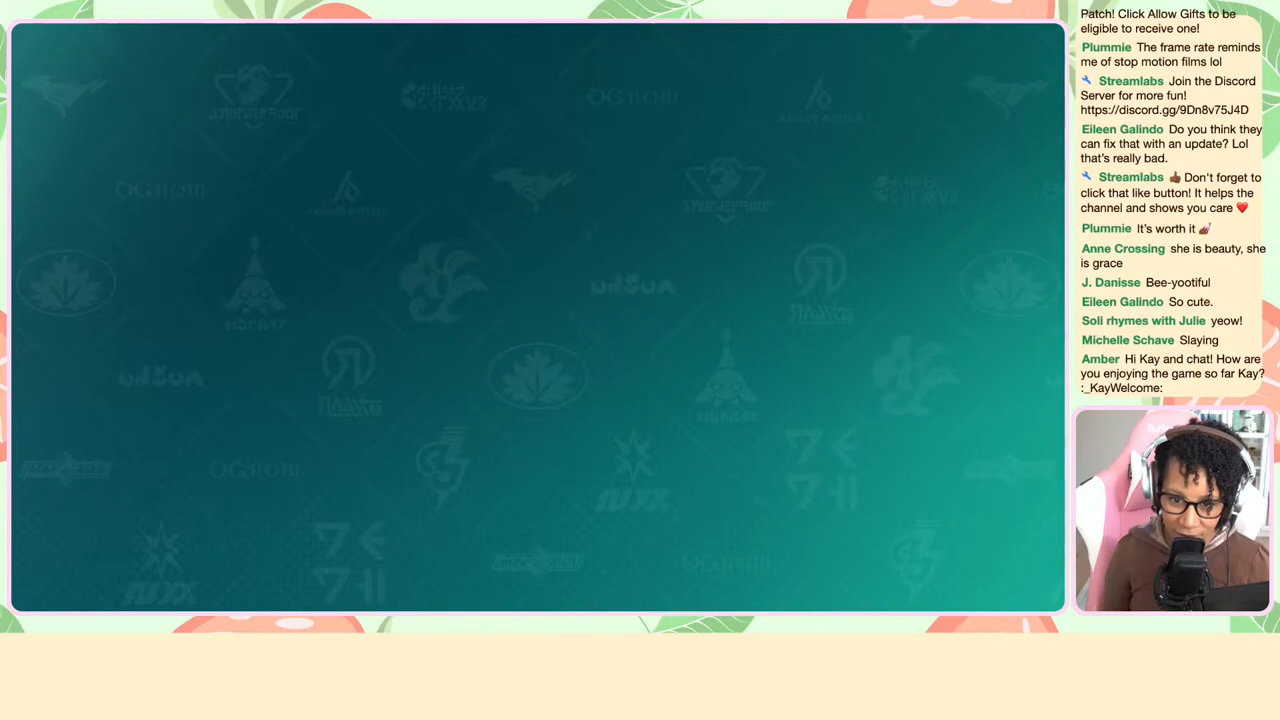 Patch! Click Allow Gifts to be
eligible to receive one!
Plummie The frame rate reminds
me of stop motion films lol
Streamlabs Join the Discord
Server for more fun!
https://discord.gg/9Dn8v75J4D
Eileen Galindo Do you think they
can fix that with an update? Lol
that's really bad.
Streamlabs 👍🏾 Don't forget to
click that like button! It helps the
channel and shows you care ❤️
Plummie It's worth it 💅🏾
Anne Crossing she is beauty, she
is grace
J. Danisse Bee-yootiful
Eileen Galindo So cute.
Soli rhymes with Julie yeow!
Michelle Schave Slaying
Amber Hi Kay and chat! How are
you enjoying the game so far Kay?
:_KayWelcome: